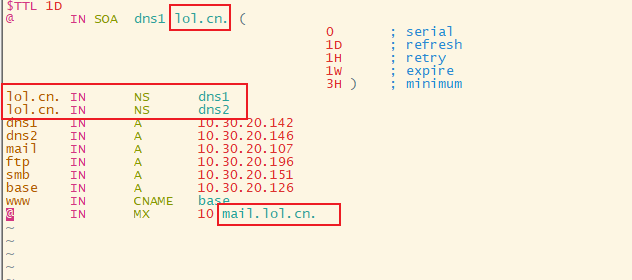 $TTL 1D
@ IN SOA dns1 lol.cn. (
0 ; serial
1D ; refresh
1H ; retry
1W ; expire
3H ) ; minimum
lol.cn. IN NS dns1
lol.cn. IN NS dns2
dns1 IN A 10.30.20.142
dns2 IN A 10.30.20.146
mail IN A 10.30.20.107
ftp IN A 10.30.20.196
smb IN A 10.30.20.151
base IN A 10.30.20.126
www IN CNAME base
@ IN MX 10 mail.lol.cn.
~
~
~
~
~